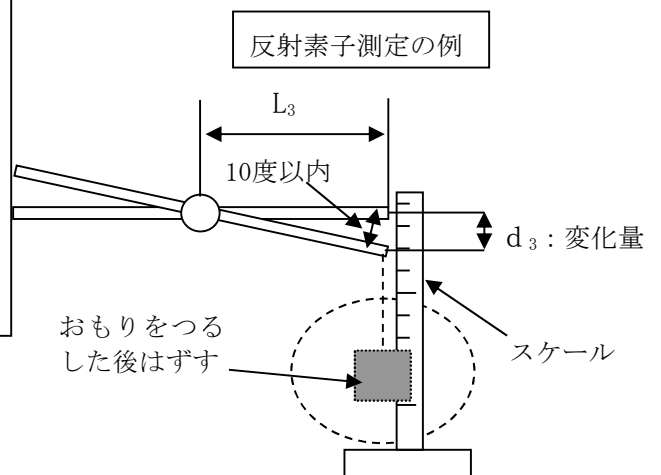 反射素子測定の例
L₃
10度以内
d₃：変化量
おもりをつる
した後はずす
スケール